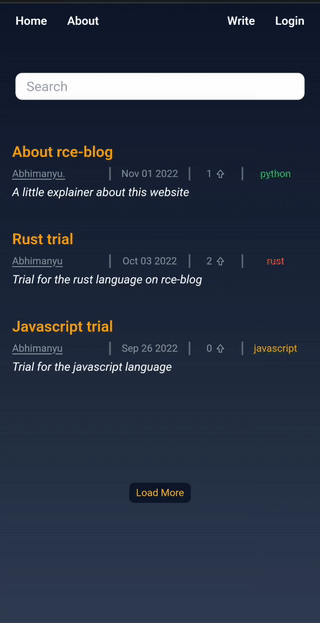 Home About Write Login
Search
About rce-blog
Abhimanyu. | Nov 01 2022 | 1 ⇧ | python
A little explainer about this website
Rust trial
Abhimanyu | Oct 03 2022 | 2 ⇧ | rust
Trial for the rust language on rce-blog
Javascript trial
Abhimanyu | Sep 26 2022 | 0 ⇧ | javascript
Trial for the javascript language
Load More